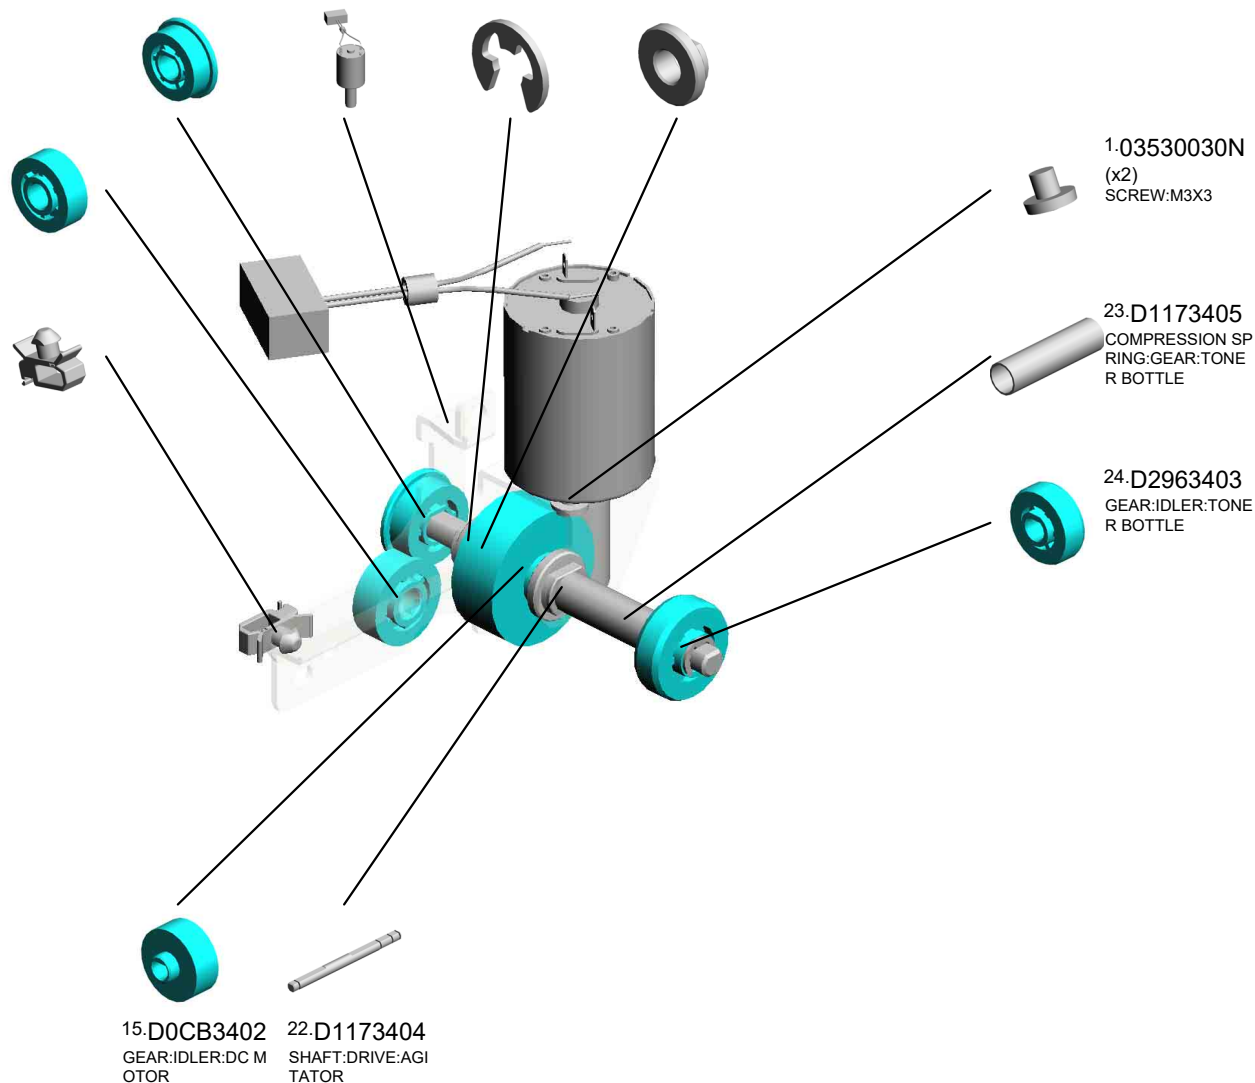 1.03530030N
(x2)
SCREW:M3X3
23.D1173405
COMPRESSION SP
RING:GEAR:TONE
R BOTTLE
24.D2963403
GEAR:IDLER:TONE
R BOTTLE
15.D0CB3402
GEAR:IDLER:DC M
OTOR
22.D1173404
SHAFT:DRIVE:AGI
TATOR